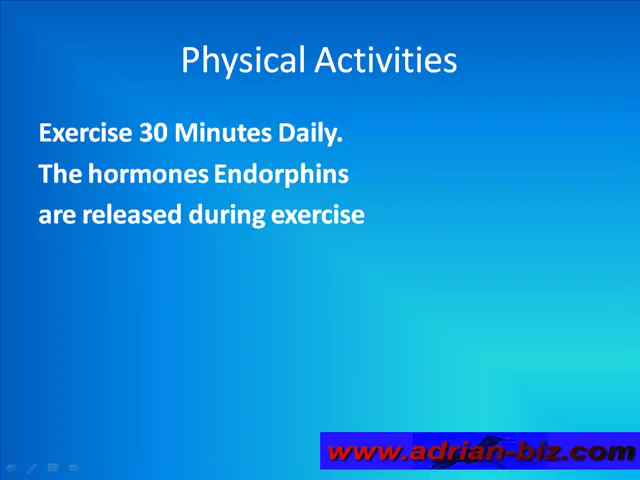 Physical Activities
Exercise 30 Minutes Daily.
The hormones Endorphins
are released during exercise
www.adrian-biz.com